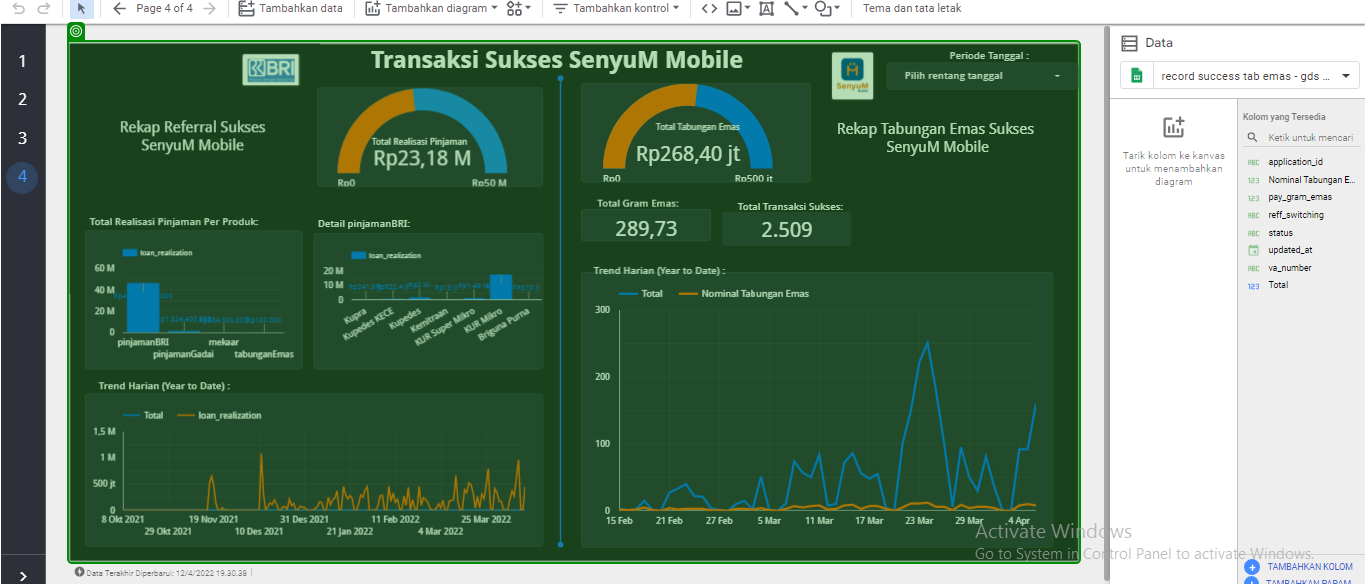 Page 4 of 4
Tambahkan data
Tambahkan diagram
Tambahkan kontrol
Tema dan tata letak
1
2
3
4
BRI
Transaksi Sukses SenyuM Mobile
SenyuM
Periode Tanggal :
Pilih rentang tanggal
Rekap Referral Sukses
SenyuM Mobile
Total Realisasi Pinjaman
Rp23,18 M
Rp0
Rp50 M
Total Tabungan Emas
Rp268,40 jt
Rp0
Rp500 jt
Rekap Tabungan Emas Sukses
SenyuM Mobile
Total Gram Emas:
289,73
Total Transaksi Sukses:
2.509
Total Realisasi Pinjaman Per Produk:
loan_realization
60 M
40 M
20 M
0
pinjamanBRI
pinjamanGadai
mekaar
tabunganEmas
Detail pinjamanBRI:
loan_realization
20 M
10 M
0
Kupra
Kupedes KECE
Kupedes
Kemitraan
KUR Super Mikro
KUR Mikro
Briguna Purna
Trend Harian (Year to Date) :
Total
loan_realization
1,5 M
1 M
500 jt
0
8 Okt 2021
29 Okt 2021
19 Nov 2021
10 Des 2021
31 Des 2021
21 Jan 2022
11 Feb 2022
4 Mar 2022
25 Mar 2022
Trend Harian (Year to Date) :
Total
Nominal Tabungan Emas
300
200
100
0
15 Feb
21 Feb
27 Feb
5 Mar
11 Mar
17 Mar
23 Mar
29 Mar
4 Apr
Data Terakhir Diperbarui: 12/4/2022 19.30.38
Data
record success tab emas - gds ...
Tarik kolom ke kanvas
untuk menambahkan
diagram
Kolom yang Tersedia
Ketik untuk mencari
ABC application_id
123 Nominal Tabungan E...
123 pay_gram_emas
ABC reff_switching
ABC status
updated_at
ABC va_number
123 Total
Activate Windows
Go to System in Control Panel to activate Windows.
TAMBAHKAN KOLOM
TAMBAHKAN PARAM